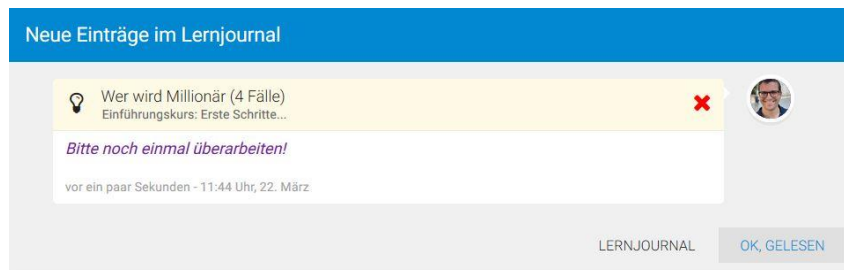 Neue Einträge im Lernjournal
Wer wird Millionär (4 Fälle)
Einführungskurs: Erste Schritte...
Bitte noch einmal überarbeiten!
vor ein paar Sekunden - 11:44 Uhr, 22. März
LERNJOURNAL OK, GELESEN